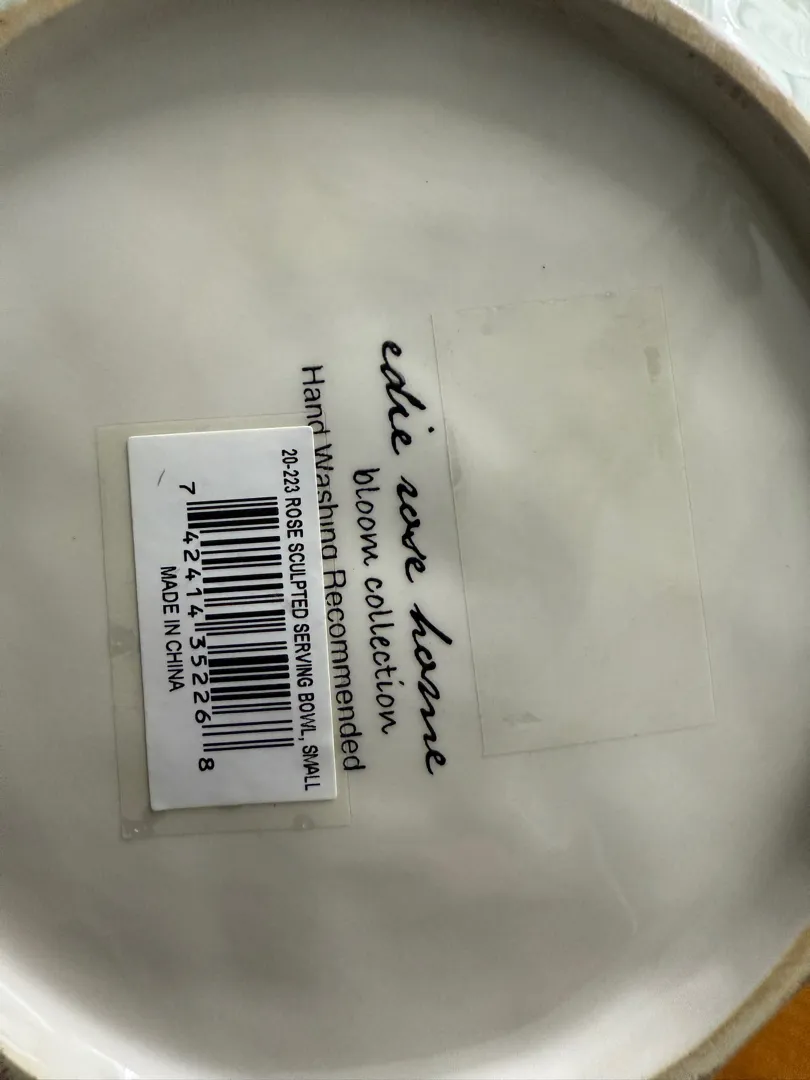 edie rose home
bloom collection
Hand Washing Recommended
20-223 ROSE SCULPTED SERVING BOWL, SMALL
7 42414 35226 8
MADE IN CHINA